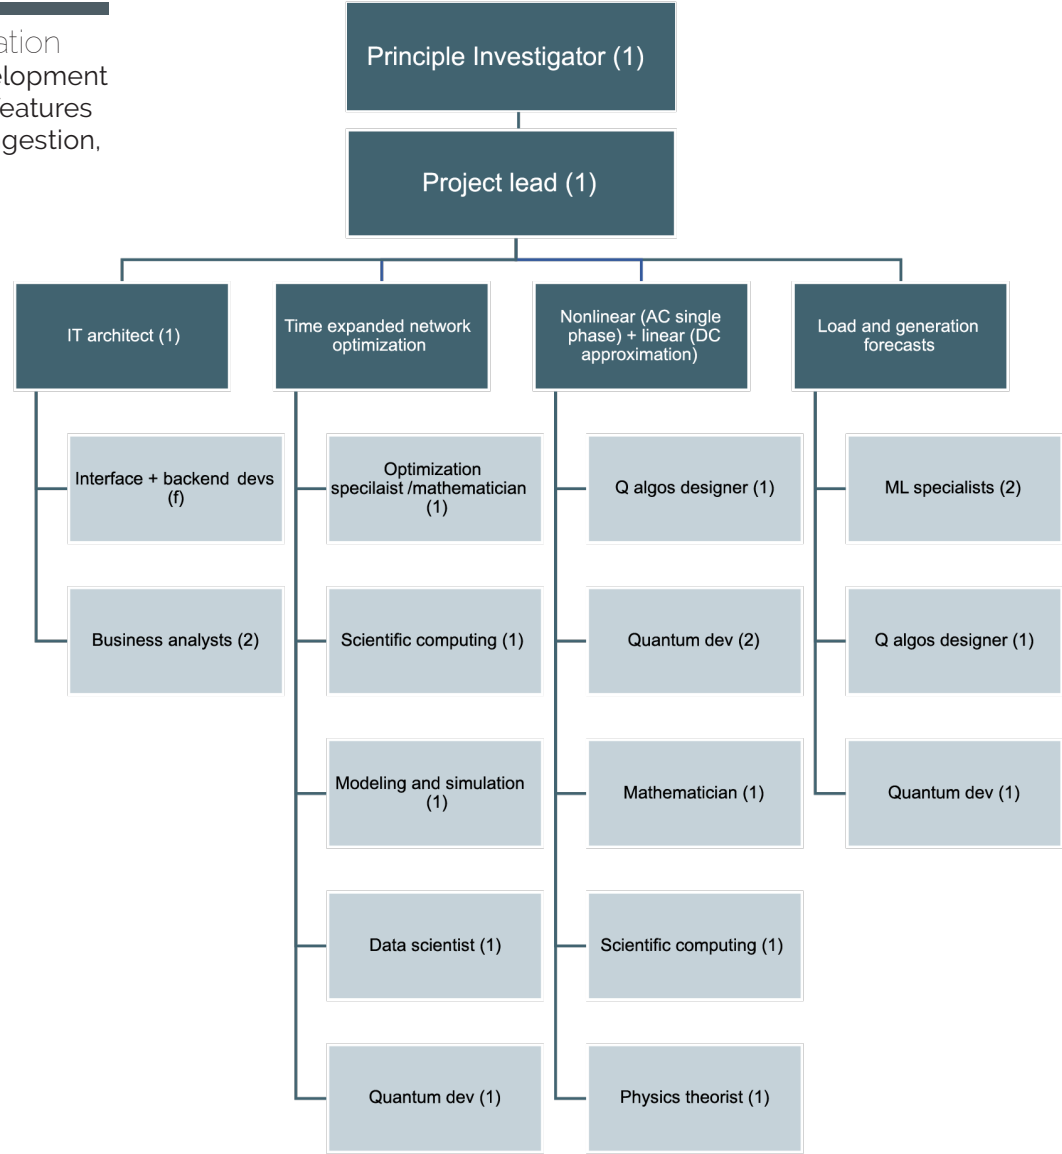 ation
elopment
features
gestion,
Principle Investigator (1)
Project lead (1)
IT architect (1)
Time expanded network
optimization
Nonlinear (AC single
phase) + linear (DC
approximation)
Load and generation
forecasts
Interface + backend devs
(f)
Business analysts (2)
Optimization
specilaist /mathematician
(1)
Scientific computing (1)
Modeling and simulation
(1)
Data scientist (1)
Quantum dev (1)
Q algos designer (1)
Quantum dev (2)
Mathematician (1)
Scientific computing (1)
Physics theorist (1)
ML specialists (2)
Q algos designer (1)
Quantum dev (1)